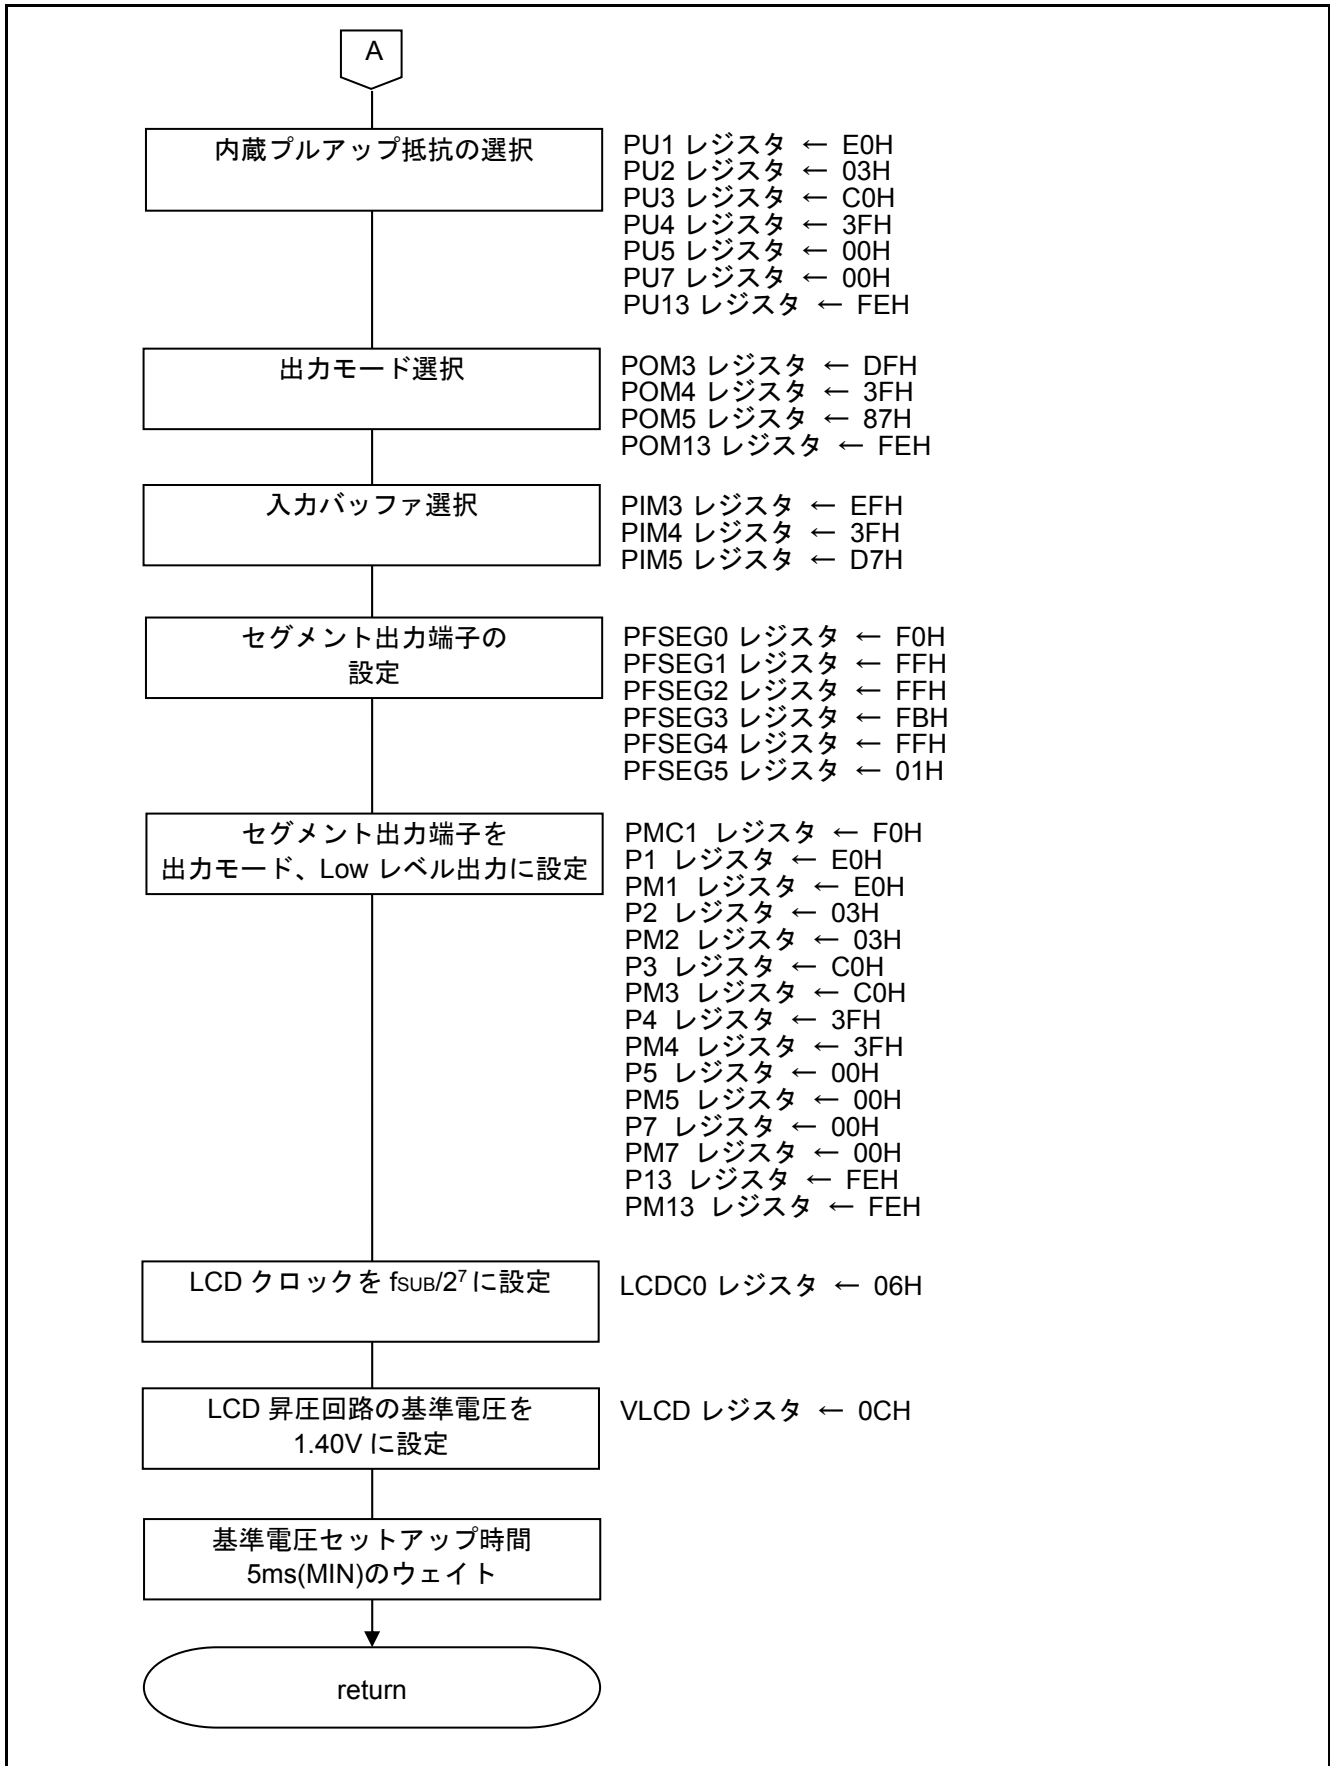 A
内蔵プルアップ抵抗の選択
PU1 レジスタ ← E0H
PU2 レジスタ ← 03H
PU3 レジスタ ← C0H
PU4 レジスタ ← 3FH
PU5 レジスタ ← 00H
PU7 レジスタ ← 00H
PU13 レジスタ ← FEH
出力モード選択
POM3 レジスタ ← DFH
POM4 レジスタ ← 3FH
POM5 レジスタ ← 87H
POM13 レジスタ ← FEH
入力バッファ選択
PIM3 レジスタ ← EFH
PIM4 レジスタ ← 3FH
PIM5 レジスタ ← D7H
セグメント出力端子の
設定
PFSEG0 レジスタ ← F0H
PFSEG1 レジスタ ← FFH
PFSEG2 レジスタ ← FFH
PFSEG3 レジスタ ← FBH
PFSEG4 レジスタ ← FFH
PFSEG5 レジスタ ← 01H
セグメント出力端子を
出力モード、Low レベル出力に設定
PMC1 レジスタ ← F0H
P1 レジスタ ← E0H
PM1 レジスタ ← E0H
P2 レジスタ ← 03H
PM2 レジスタ ← 03H
P3 レジスタ ← C0H
PM3 レジスタ ← C0H
P4 レジスタ ← 3FH
PM4 レジスタ ← 3FH
P5 レジスタ ← 00H
PM5 レジスタ ← 00H
P7 レジスタ ← 00H
PM7 レジスタ ← 00H
P13 レジスタ ← FEH
PM13 レジスタ ← FEH
LCD クロックを fSUB/2⁷ に設定
LCDC0 レジスタ ← 06H
LCD 昇圧回路の基準電圧を
1.40V に設定
VLCD レジスタ ← 0CH
基準電圧セットアップ時間
5ms(MIN)のウェイト
return